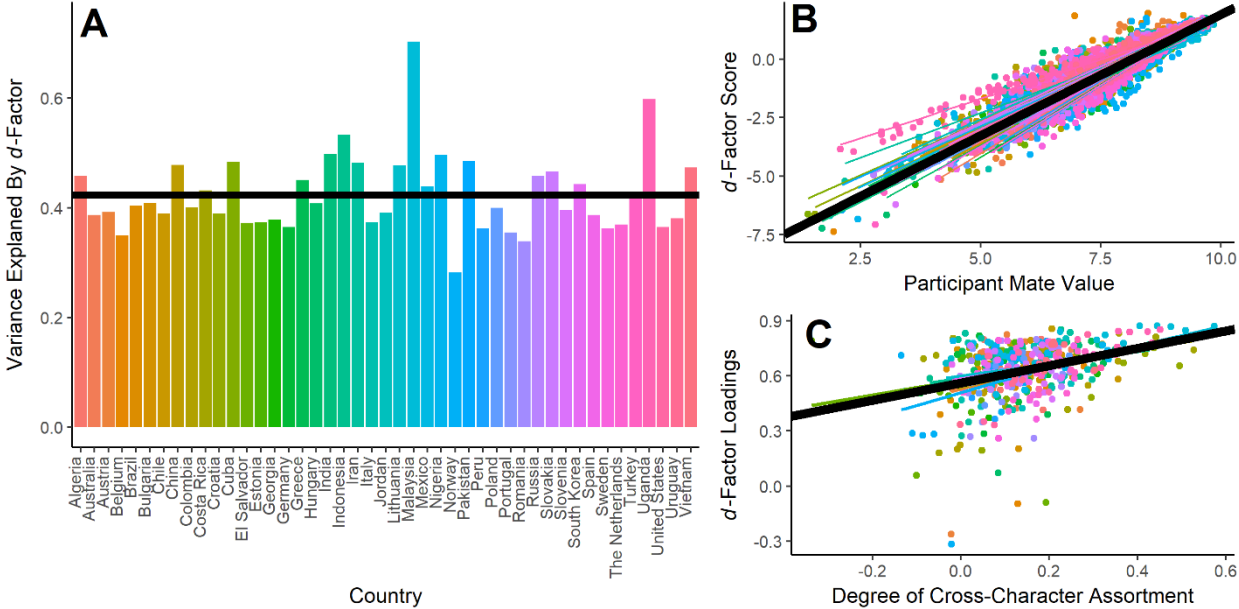 A
Variance Explaned By d-Factor
0.6
0.4
0.2
0.0
Algeria
Australia
Austria
Belgium
Brazil
Bulgaria
Chile
China
Colombia
Costa Rica
Croatia
Cuba
El Salvador
Estonia
Georgia
Germany
Greece
Hungary
India
Indonesia
Iran
Italy
Jordan
Lithuania
Malaysia
Mexico
Nigeria
Norway
Pakistan
Peru
Poland
Portugal
Romania
Russia
Slovakia
Slovenia
South Korea
Spain
Sweden
The Netherlands
Turkey
Uganda
United States
Uruguay
Vietnam
Country
B
d-Factor Score
0.0
-2.5
-5.0
-7.5
2.5 5.0 7.5 10.0
Participant Mate Value
C
d-Factor Loadings
0.9
0.6
0.3
0.0
-0.3
-0.2 0.0 0.2 0.4 0.6
Degree of Cross-Character Assortment